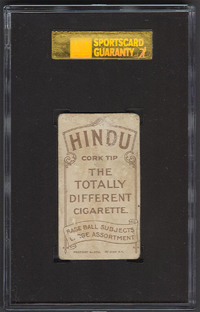 SPORTSCARD
GUARANTY
HINDU
CORK TIP
THE
TOTALLY
DIFFERENT
CIGARETTE.
BASE BALL SUBJECTS
ASSORTMENT